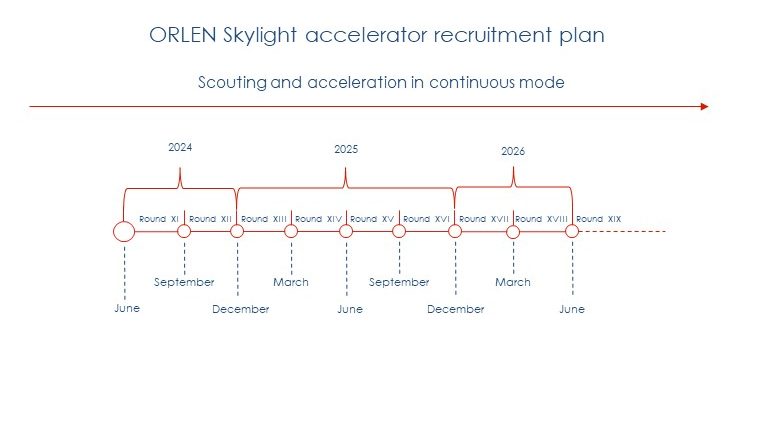 ORLEN Skylight accelerator recruitment plan
Scouting and acceleration in continuous mode
2024 2025 2026
Round XI Round XII Round XIII Round XIV Round XV Round XVI Round XVII Round XVIII Round XIX
September March September March
June December June December June